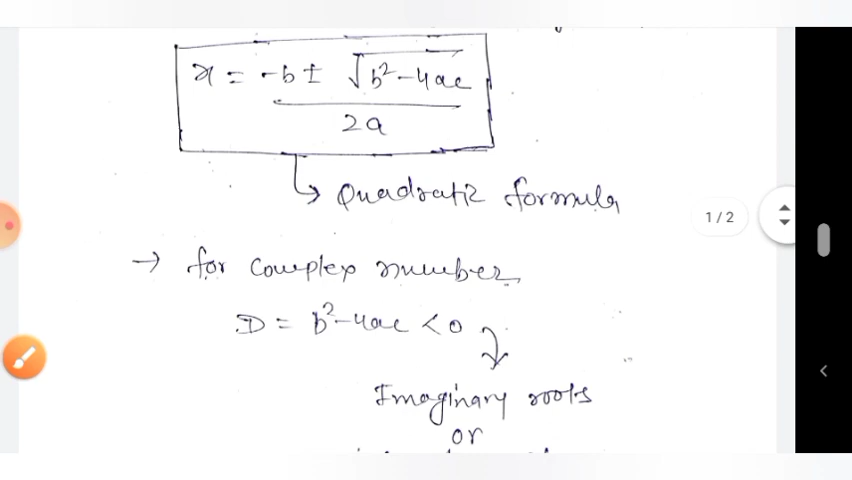 x = -b ± √b²-4ac
2a
Quadratic formula
1/2
→ for complex number
D = b²-4ac < 0
Imaginary roots
or